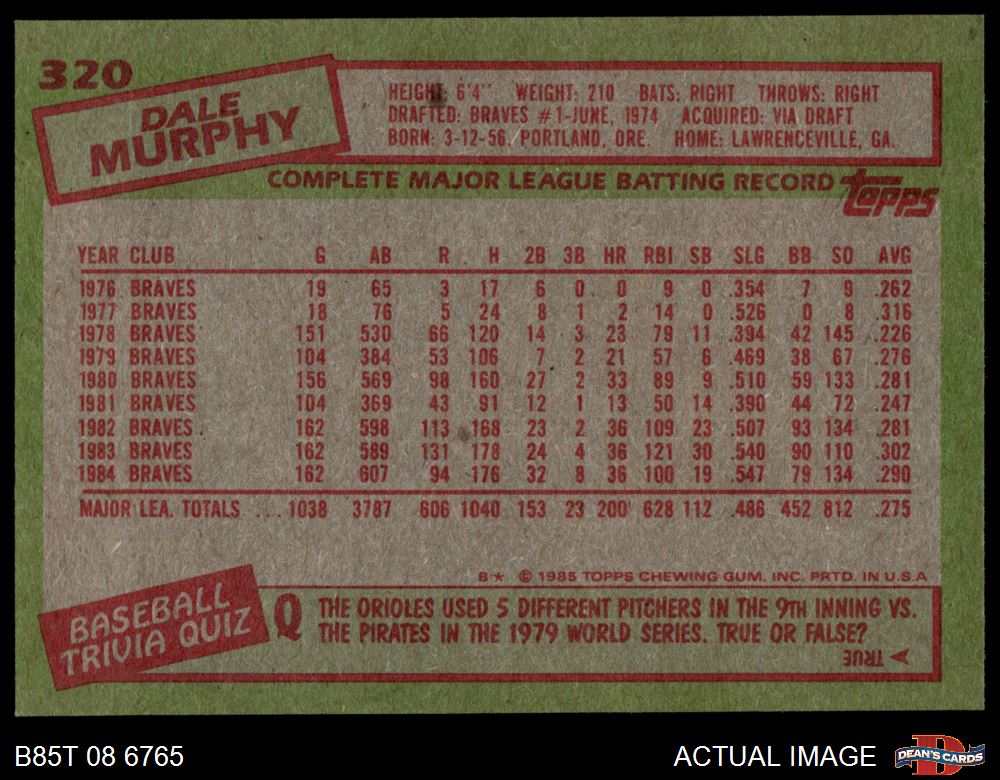 320
DALE
MURPHY
HEIGHT: 6'4" WEIGHT: 210 BATS: RIGHT THROWS: RIGHT
DRAFTED: BRAVES #1-JUNE, 1974 ACQUIRED: VIA DRAFT
BORN: 3-12-56, PORTLAND, ORE. HOME: LAWRENCEVILLE, GA.
COMPLETE MAJOR LEAGUE BATTING RECORD topps
YEAR CLUB G AB R H 2B 3B HR RBI SB SLG BB SO AVG
1976 BRAVES 19 65 3 17 6 0 0 9 0 .354 7 9 .262
1977 BRAVES 18 76 5 24 8 1 2 14 0 .526 0 8 .316
1978 BRAVES 151 530 66 120 14 3 23 79 11 .394 42 145 .226
1979 BRAVES 104 384 53 106 7 2 21 57 6 .469 38 67 .276
1980 BRAVES 156 569 98 160 27 2 33 89 9 .510 59 133 .281
1981 BRAVES 104 369 43 91 12 1 13 50 14 .390 44 72 .247
1982 BRAVES 162 598 113 168 23 2 36 109 23 .507 93 134 .281
1983 BRAVES 162 589 131 178 24 4 36 121 30 .540 90 110 .302
1984 BRAVES 162 607 94 176 32 8 36 100 19 .547 79 134 .290
MAJOR LEA. TOTALS ... 1038 3787 606 1040 153 23 200 628 112 .486 452 812 .275
B* © 1985 TOPPS CHEWING GUM. INC. PRTD. IN U.S.A
BASEBALL
TRIVIA QUIZ
Q THE ORIOLES USED 5 DIFFERENT PITCHERS IN THE 9TH INNING VS.
THE PIRATES IN THE 1979 WORLD SERIES. TRUE OR FALSE?
TRUE
B85T 08 6765
ACTUAL IMAGE
D
DEAN'S CARDS